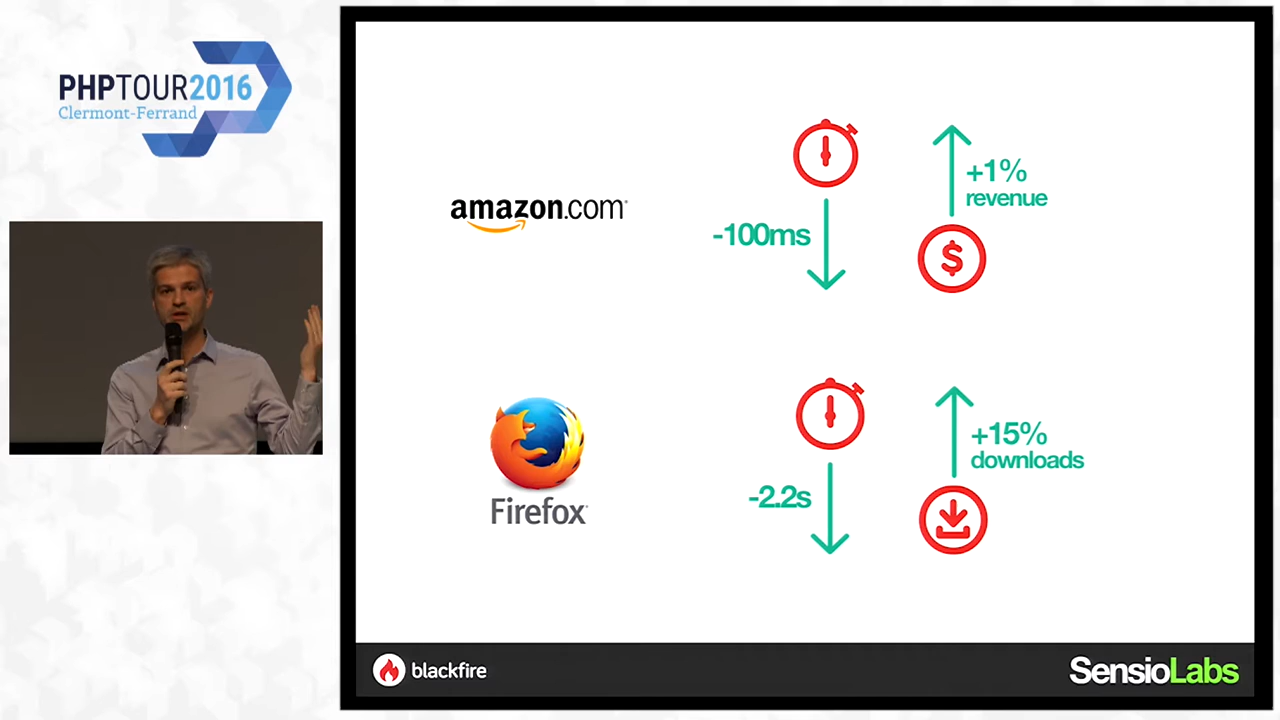 PHPTOUR2016
Clermont-Ferrand
amazon.com
-100ms
+1%
revenue
$
Firefox
-2.2s
+15%
downloads
blackfire
SensioLabs